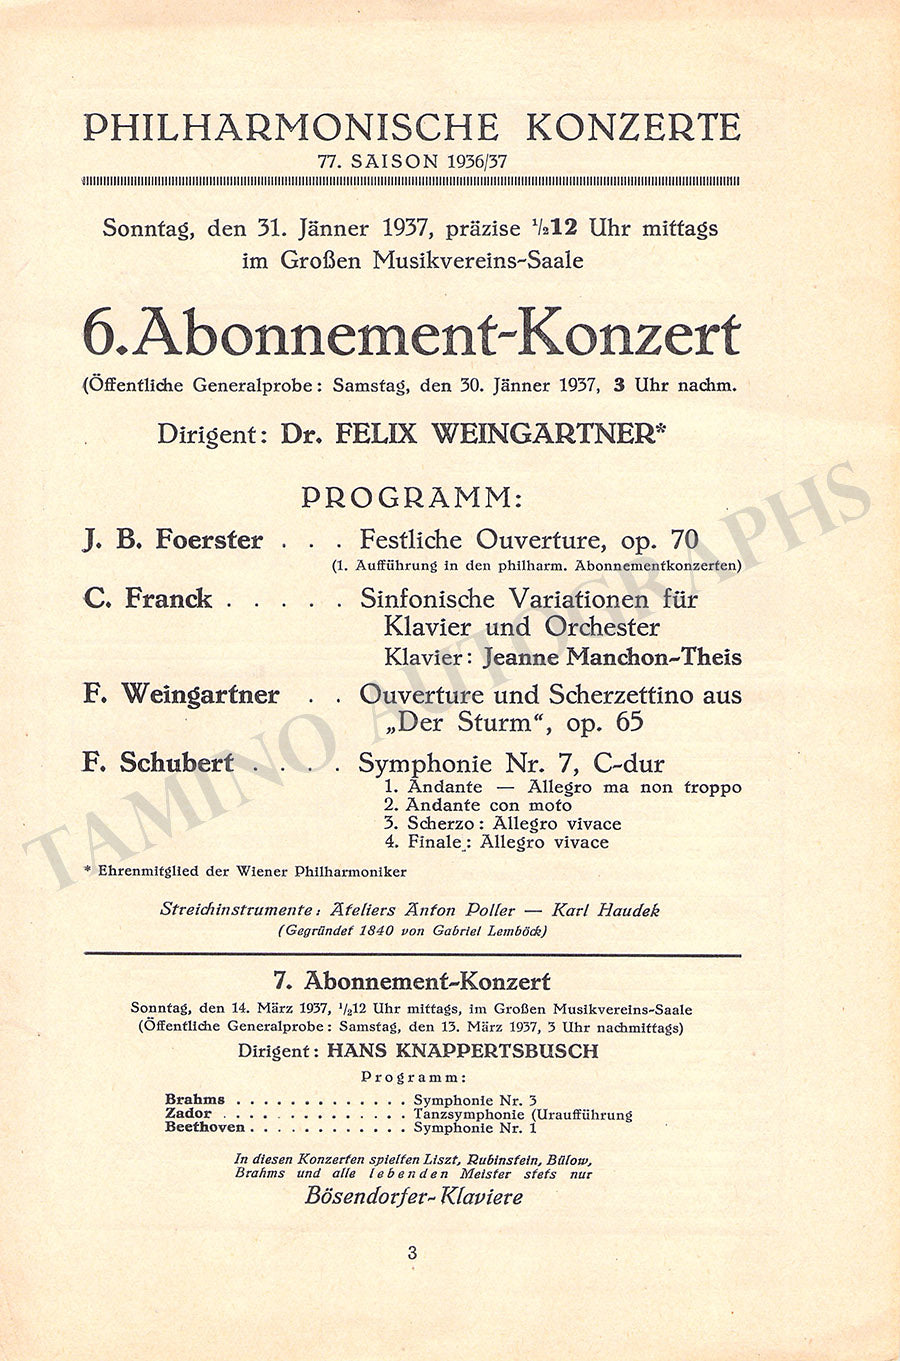 PHILHARMONISCHE KONZERTE
77. SAISON 1936/37
Sonntag, den 31. Jänner 1937, präzise ½12 Uhr mittags
im Großen Musikvereins-Saale
6. Abonnement-Konzert
(Öffentliche Generalprobe: Samstag, den 30. Jänner 1937, 3 Uhr nachm.
Dirigent: Dr. FELIX WEINGARTNER*
PROGRAMM:
J. B. Foerster . . . Festliche Ouverture, op. 70
(1. Aufführung in den philharm. Abonnementkonzerten)
C. Franck . . . . . Sinfonische Variationen für
Klavier und Orchester
Klavier: Jeanne Manchon-Theis
F. Weingartner . . Ouverture und Scherzettino aus
„Der Sturm“, op. 65
F. Schubert . . . . Symphonie Nr. 7, C-dur
1. Andante — Allegro ma non troppo
2. Andante con moto
3. Scherzo: Allegro vivace
4. Finale: Allegro vivace
* Ehrenmitglied der Wiener Philharmoniker
Streichinstrumente: Ateliers Anton Poller — Karl Haudek
(Gegründet 1840 von Gabriel Lemböck)
7. Abonnement-Konzert
Sonntag, den 14. März 1937, ½12 Uhr mittags, im Großen Musikvereins-Saale
(Öffentliche Generalprobe: Samstag, den 13. März 1937, 3 Uhr nachmittags)
Dirigent: HANS KNAPPERTSBUSCH
Programm:
Brahms . . . . . . . . . . . . . Symphonie Nr. 3
Zador . . . . . . . . . . . . . . Tanzsymphonie (Uraufführung
Beethoven . . . . . . . . . . . . Symphonie Nr. 1
In diesen Konzerten spielten Liszt, Rubinstein, Bülow,
Brahms und alle lebenden Meister stets nur
Bösendorfer-Klaviere
3
TAMINO AUTOGRAPHS